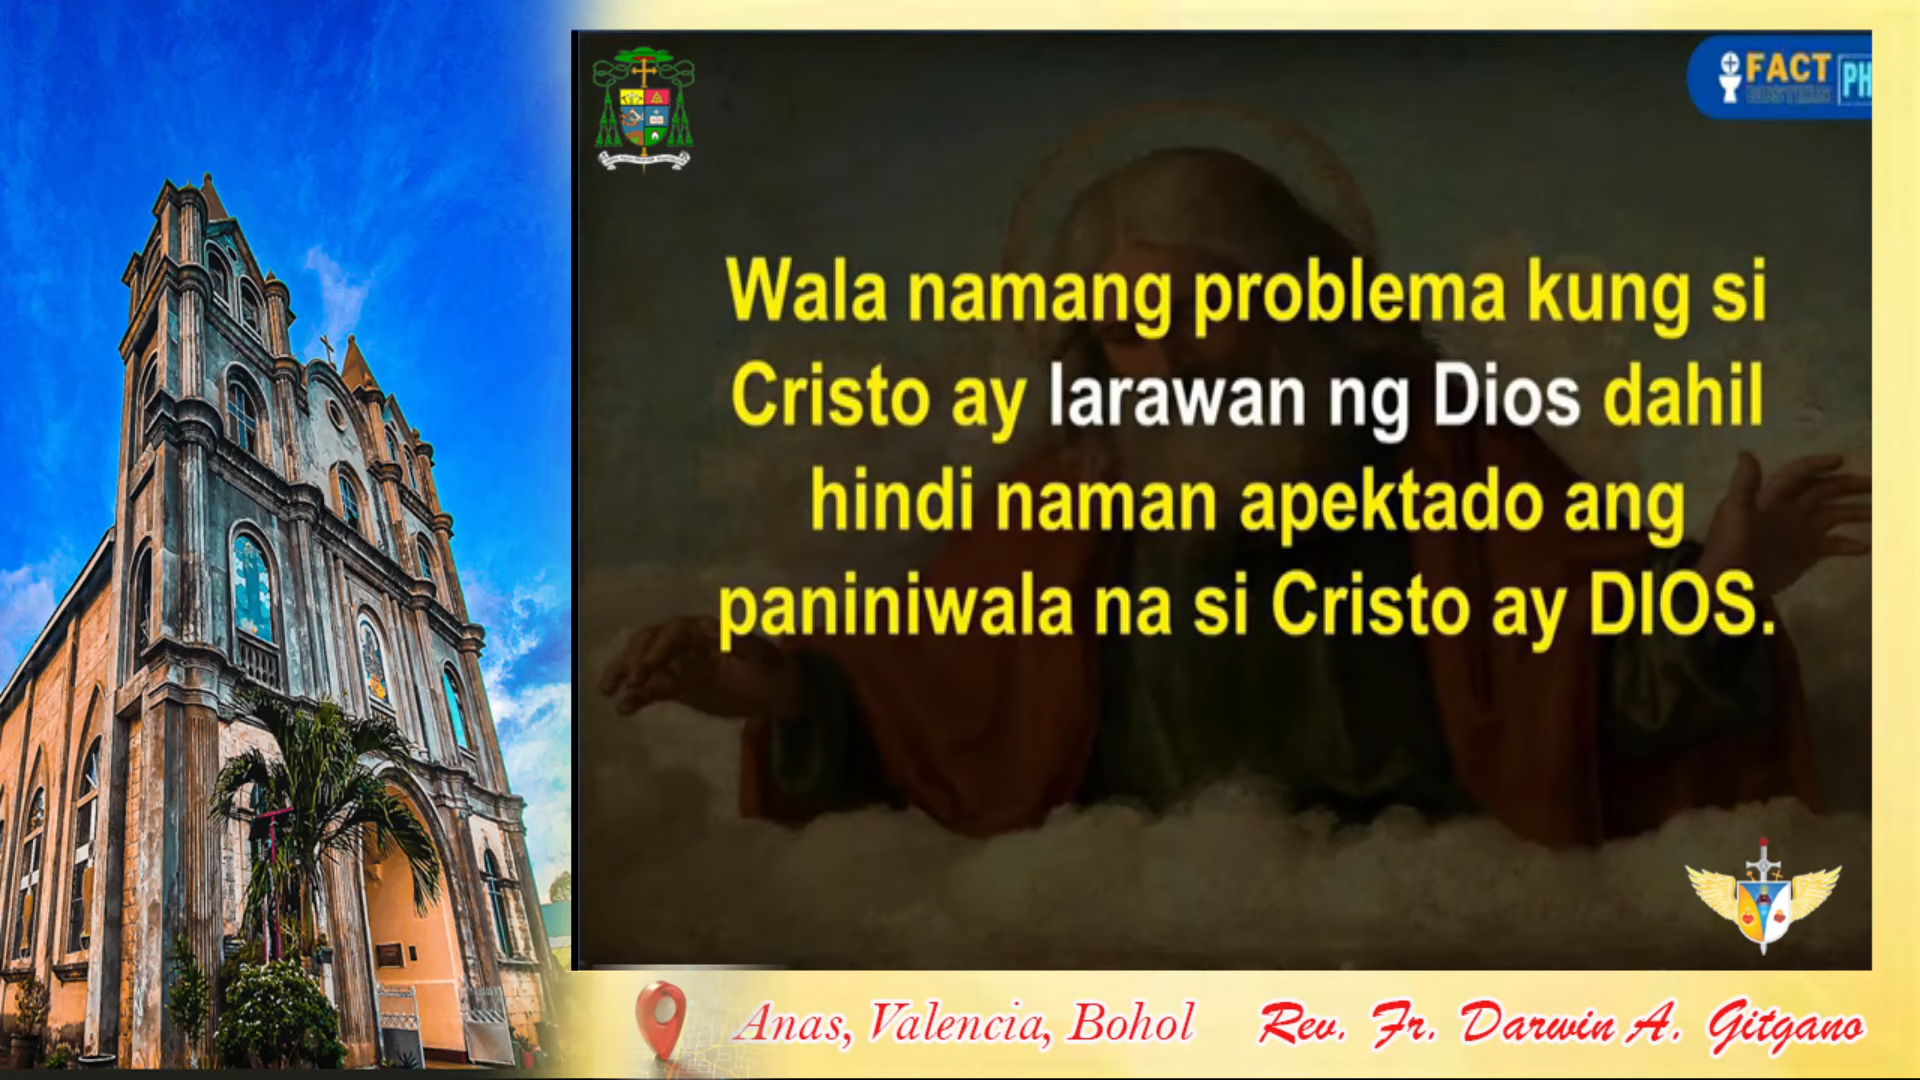 FACT
PH
Wala namang problema kung si
Cristo ay larawan ng Dios dahil
hindi naman apektado ang
paniniwala na si Cristo ay DIOS.
Anas, Valencia, Bohol
Rev. Fr. Darwin A. Gitgano